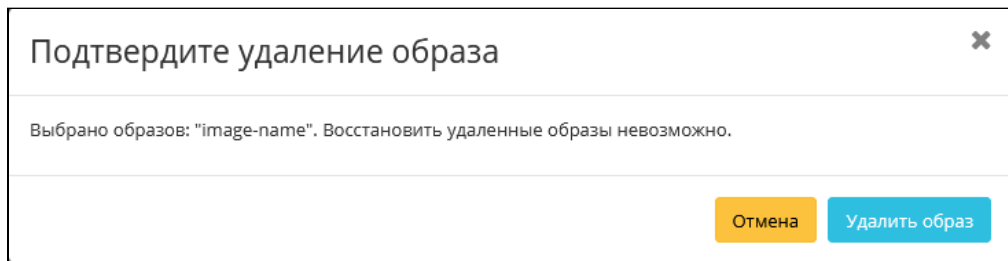 Подтвердите удаление образа
Выбрано образов: "image-name". Восстановить удаленные образы невозможно.
Отмена
Удалить образ